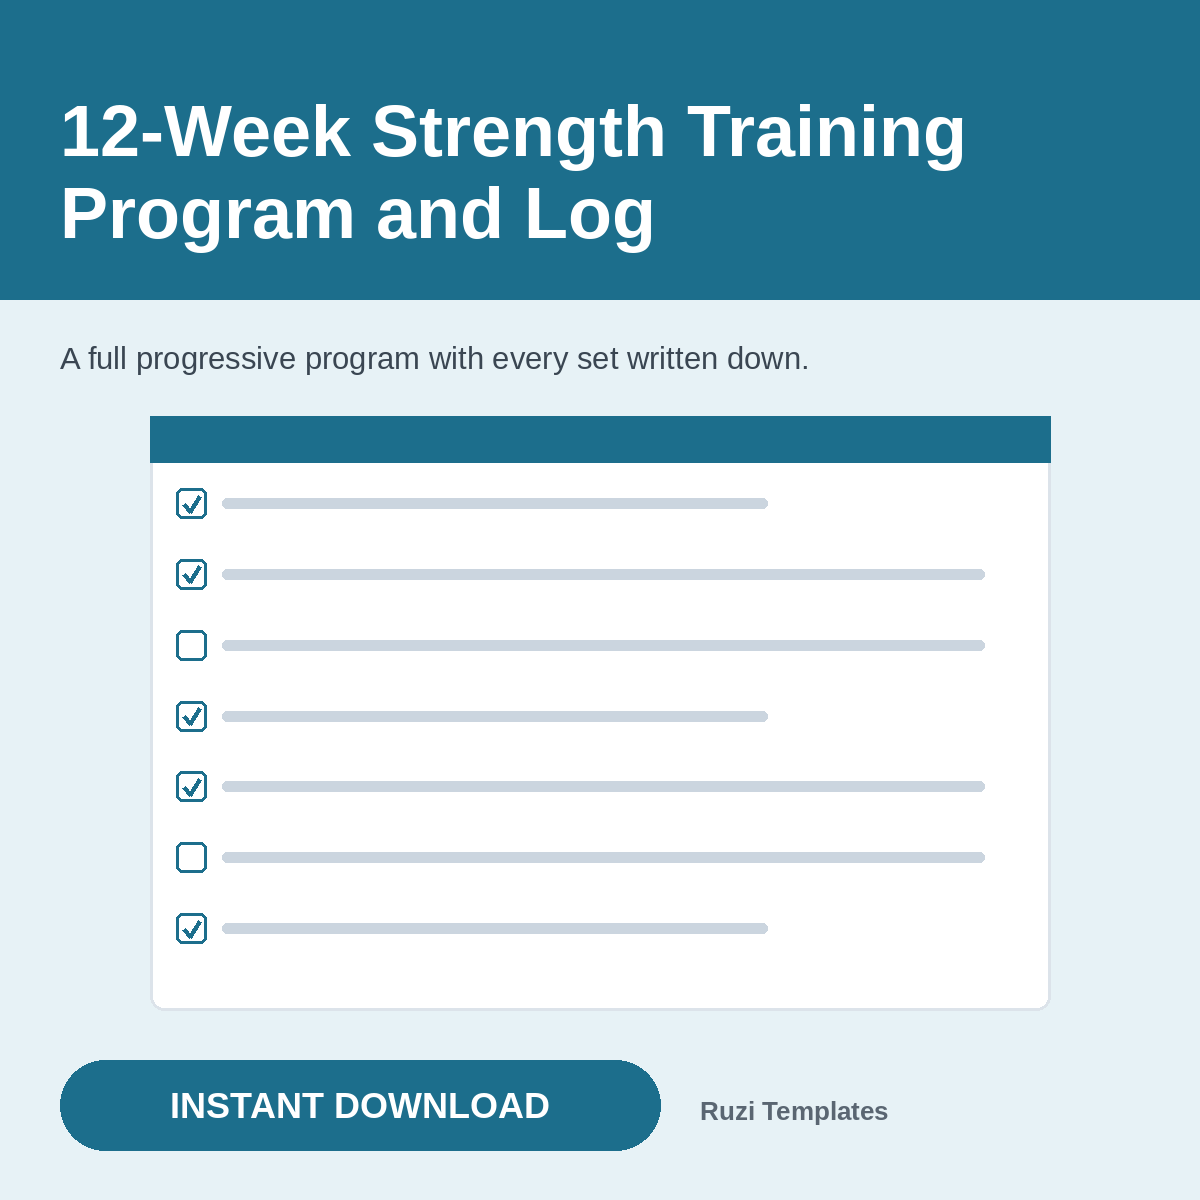 12-Week Strength Training
Program and Log
A full progressive program with every set written down.
INSTANT DOWNLOAD
Ruzi Templates